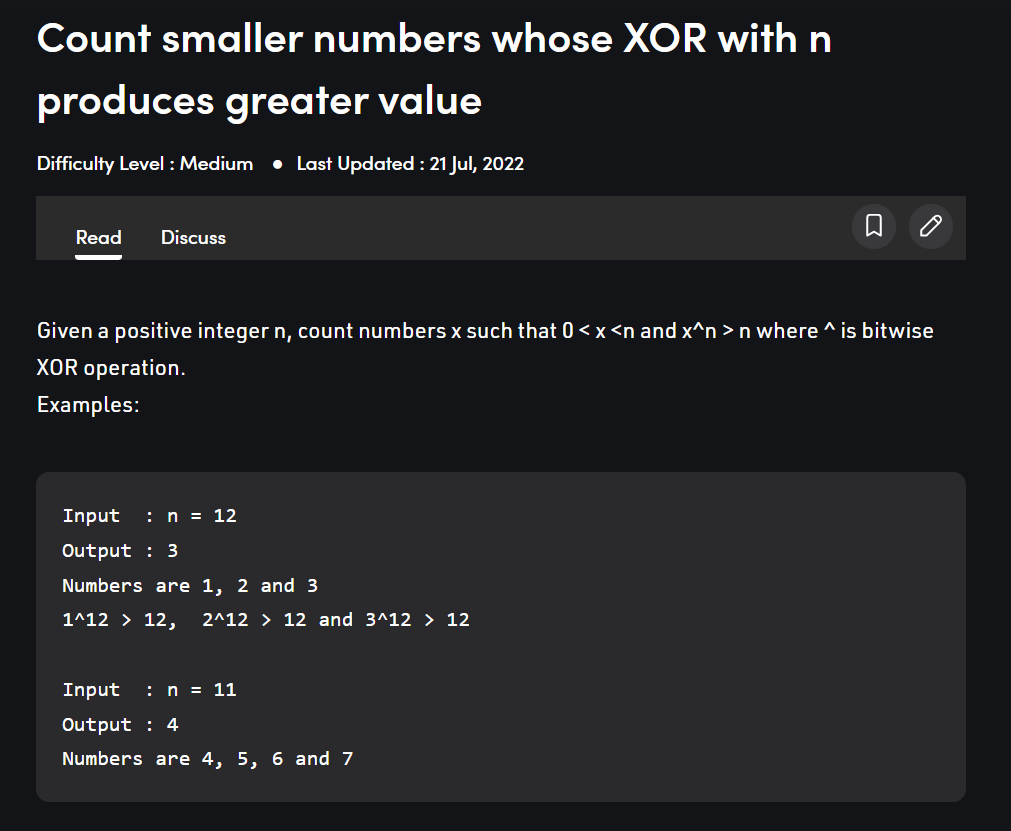 Count smaller numbers whose XOR with n
produces greater value
Difficulty Level : Medium ● Last Updated : 21 Jul, 2022
Read Discuss
Given a positive integer n, count numbers x such that 0 < x <n and x^n > n where ^ is bitwise
XOR operation.
Examples:
Input  : n = 12
Output : 3
Numbers are 1, 2 and 3
1^12 > 12,  2^12 > 12 and 3^12 > 12
Input  : n = 11
Output : 4
Numbers are 4, 5, 6 and 7